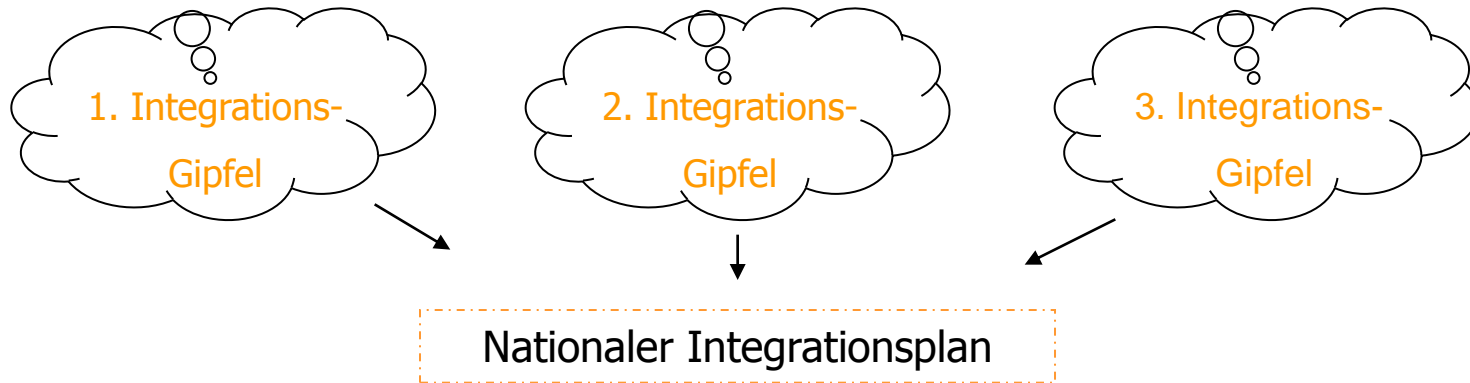 1. Integrations-
Gipfel
2. Integrations-
Gipfel
3. Integrations-
Gipfel
Nationaler Integrationsplan